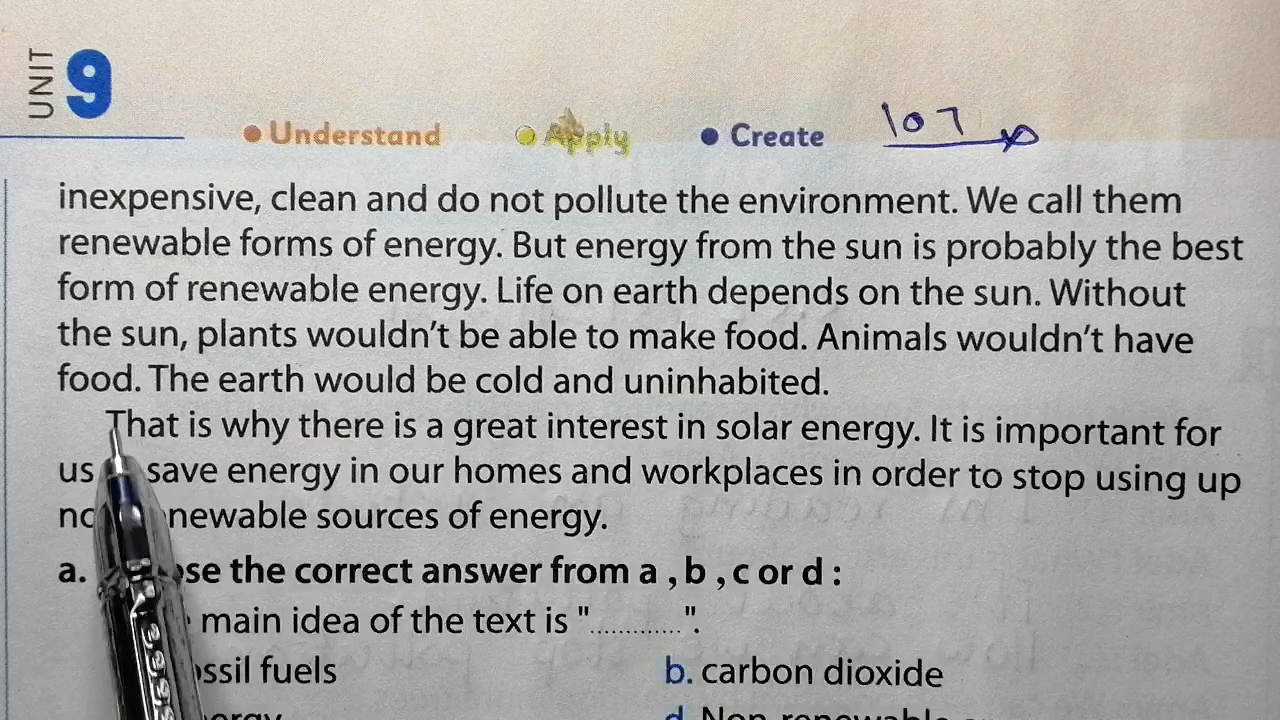 UNIT 9
Understand Apply Create 107
inexpensive, clean and do not pollute the environment. We call them
renewable forms of energy. But energy from the sun is probably the best
form of renewable energy. Life on earth depends on the sun. Without
the sun, plants wouldn't be able to make food. Animals wouldn't have
food. The earth would be cold and uninhabited.
That is why there is a great interest in solar energy. It is important for
us save energy in our homes and workplaces in order to stop using up
sources of energy.
a. the correct answer from a , b , c or d :
main idea of the text is ".............".
fuels b. carbon dioxide
d. Non-renewable